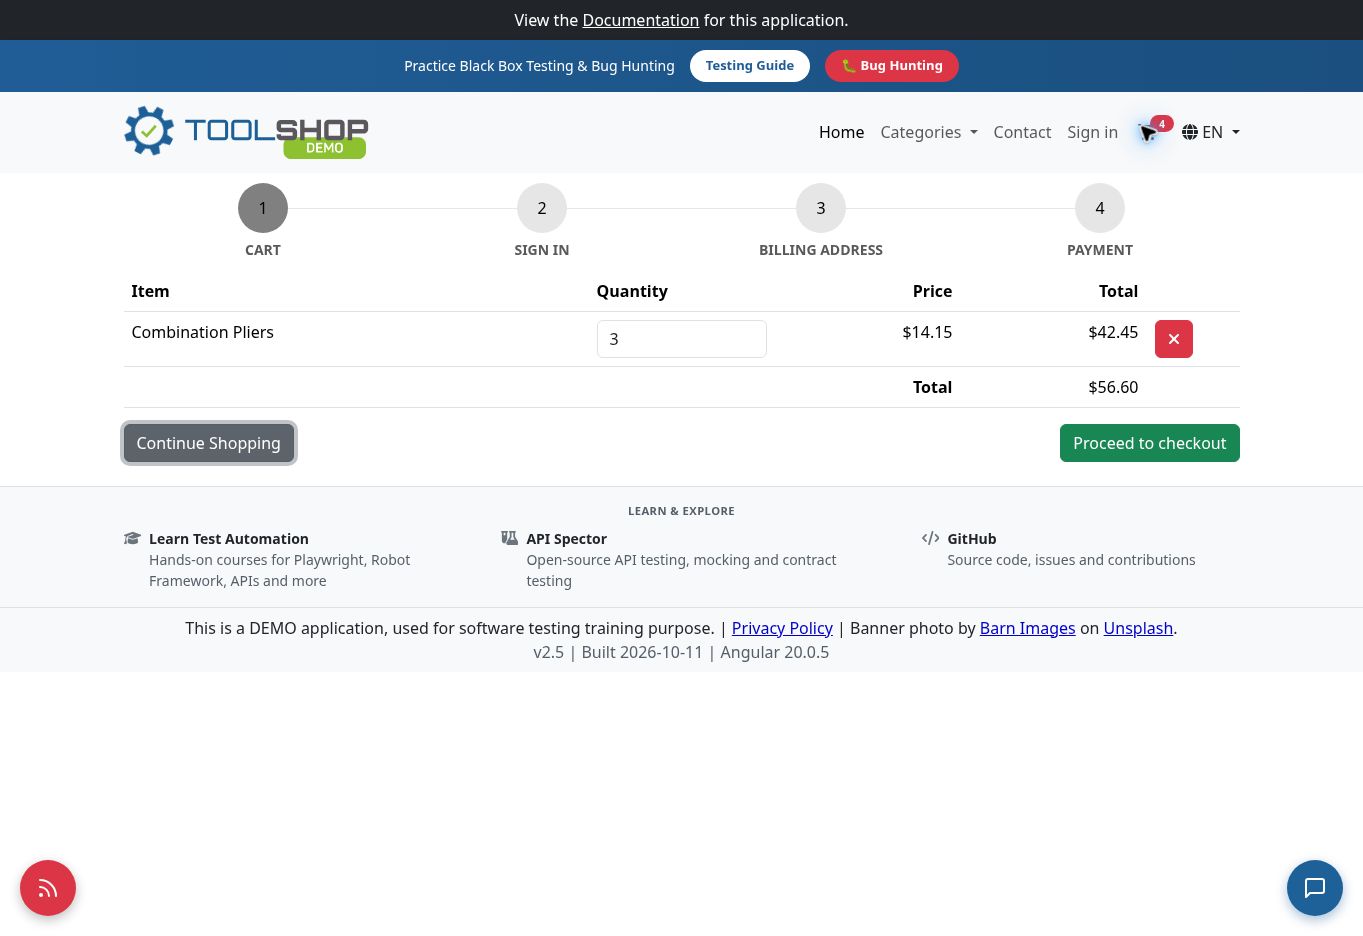 View the Documentation for this application.
Practice Black Box Testing & Bug Hunting Testing Guide 🐛 Bug Hunting
TOOLSHOP
DEMO
Home Categories Contact Sign in 4 EN
1 2 3 4
CART SIGN IN BILLING ADDRESS PAYMENT
Item Quantity Price Total
Combination Pliers 3 $14.15 $42.45
Total $56.60
Continue Shopping Proceed to checkout
LEARN & EXPLORE
Learn Test Automation
Hands-on courses for Playwright, Robot
Framework, APIs and more
API Spector
Open-source API testing, mocking and contract
testing
GitHub
Source code, issues and contributions
This is a DEMO application, used for software testing training purpose. | Privacy Policy | Banner photo by Barn Images on Unsplash.
v2.5 | Built 2026-10-11 | Angular 20.0.5